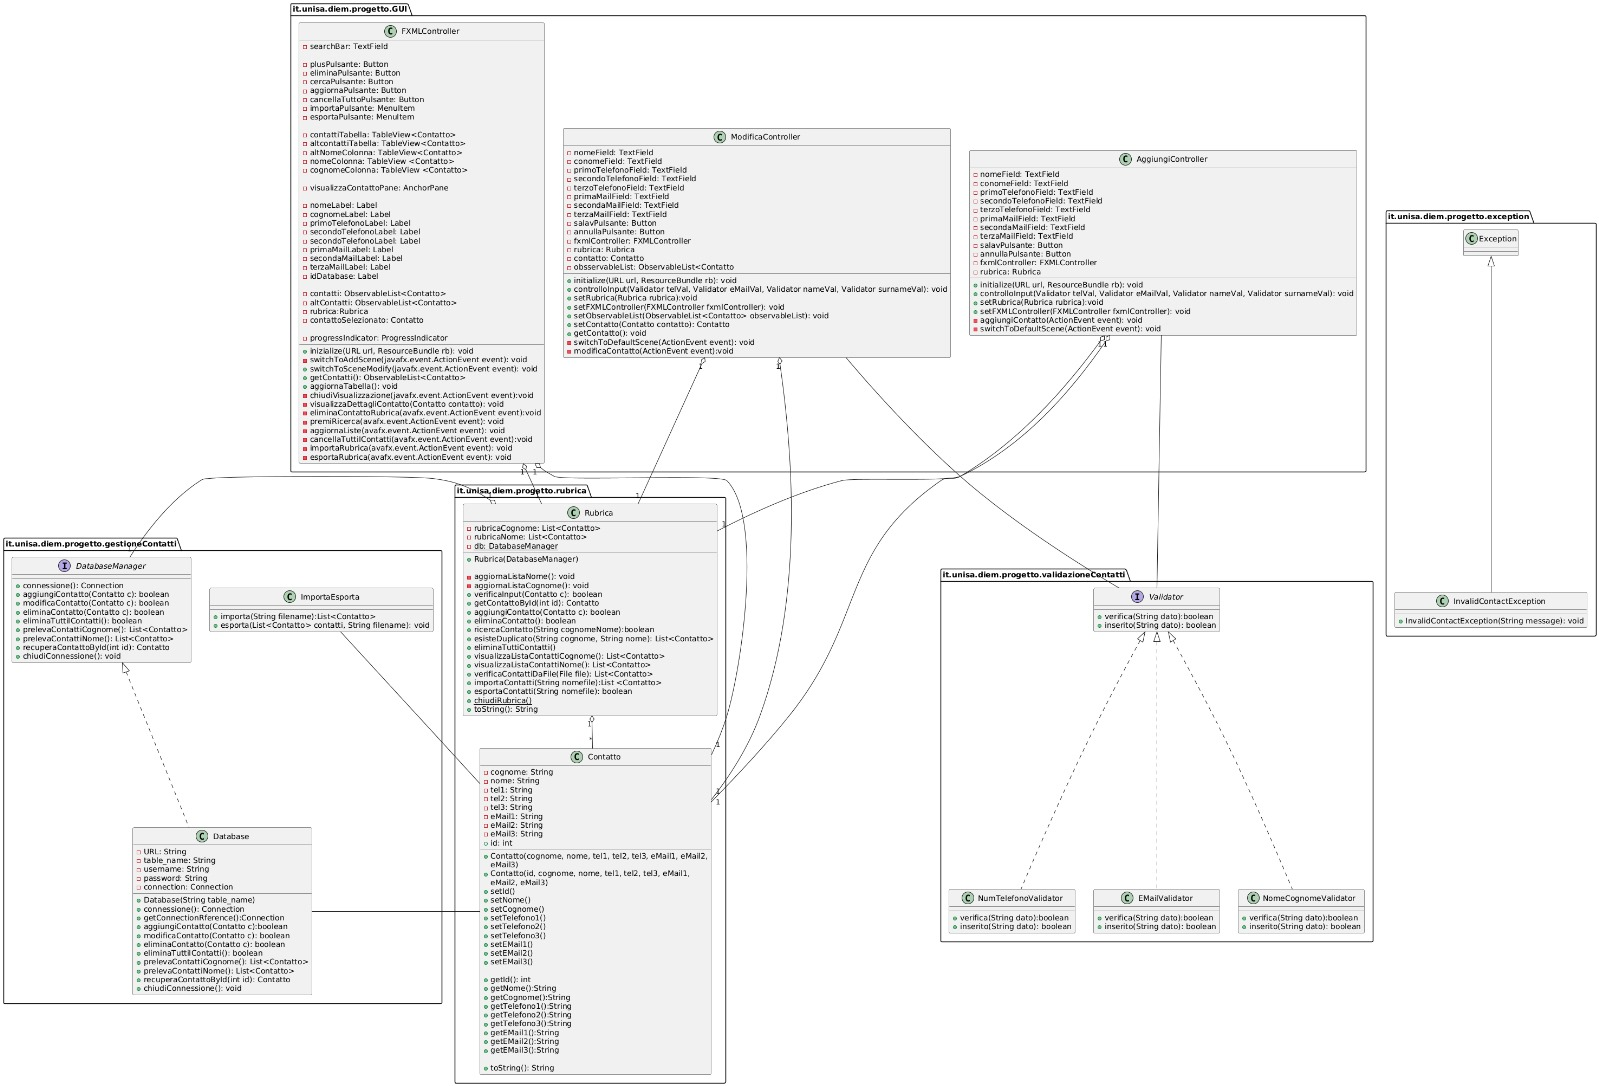 it.unisa.diem.progetto.GUI
C FXMLController
searchBar: TextField
plusPulsante: Button
eliminaPulsante: Button
cercaPulsante: Button
aggiornaPulsante: Button
cancellaTuttoPulsante: Button
importaPulsante: MenuItem
esportaPulsante: MenuItem
contattiTabella: TableView<Contatto>
altcontattiTabella: TableView<Contatto>
altNomeColonna: TableView<Contatto>
nomeColonna: TableView <Contatto>
cognomeColonna: TableView <Contatto>
visualizzaContattoPane: AnchorPane
nomeLabel: Label
cognomeLabel: Label
primoTelefonoLabel: Label
secondoTelefonoLabel: Label
secondoTelefonoLabel: Label
primaMailLabel: Label
secondaMailLabel: Label
terzaMailLabel: Label
idDatabase: Label
contatti: ObservableList<Contatto>
altContatti: ObservableList<Contatto>
rubrica:Rubrica
contattoSelezionato: Contatto
progressIndicator: ProgressIndicator
inizialize(URL url, ResourceBundle rb): void
switchToAddScene(javafx.event.ActionEvent event): void
switchToSceneModify(javafx.event.ActionEvent event): void
getContatti(): ObservableList<Contatto>
aggiornaTabella(): void
chiudiVisualizzazione(javafx.event.ActionEvent event):void
visualizzaDettagliContatto(Contatto contatto): void
eliminaContattoRubrica(avafx.event.ActionEvent event):void
premiRicerca(avafx.event.ActionEvent event): void
aggiornaListe(avafx.event.ActionEvent event): void
cancellaTuttiIContatti(avafx.event.ActionEvent event):void
importaRubrica(avafx.event.ActionEvent event): void
esportaRubrica(avafx.event.ActionEvent event): void
C ModificaController
nomeField: TextField
conomeField: TextField
primoTelefonoField: TextField
secondoTelefonoField: TextField
terzoTelefonoField: TextField
primaMailField: TextField
secondaMailField: TextField
terzaMailField: TextField
salavPulsante: Button
annullaPulsante: Button
fxmlController: FXMLController
rubrica: Rubrica
contatto: Contatto
obsservableList: ObservableList<Contatto
initialize(URL url, ResourceBundle rb): void
controlloInput(Validator telVal, Validator eMailVal, Validator nameVal, Validator surnameVal): void
setRubrica(Rubrica rubrica):void
setFXMLController(FXMLController fxmlController): void
setObservableList(ObservableList<Contatto> observableList): void
setContatto(Contatto contatto): Contatto
getContatto(): void
switchToDefaultScene(ActionEvent event): void
modificaContatto(ActionEvent event):void
C AggiungiController
nomeField: TextField
conomeField: TextField
primoTelefonoField: TextField
secondoTelefonoField: TextField
terzoTelefonoField: TextField
primaMailField: TextField
secondaMailField: TextField
terzaMailField: TextField
salavPulsante: Button
annullaPulsante: Button
fxmlController: FXMLController
rubrica: Rubrica
initialize(URL url, ResourceBundle rb): void
controlloInput(Validator telVal, Validator eMailVal, Validator nameVal, Validator surnameVal): void
setRubrica(Rubrica rubrica):void
setFXMLController(FXMLController fxmlController): void
aggiungiContatto(ActionEvent event): void
switchToDefaultScene(ActionEvent event): void
it.unisa.diem.progetto.exception
C Exception
C InvalidContactException
InvalidContactException(String message): void
1
1
1
1
1
1
it.unisa.diem.progetto.rubrica
C Rubrica
rubricaCognome: List<Contatto>
rubricaNome: List<Contatto>
db: DatabaseManager
Rubrica(DatabaseManager)
aggiornaListaNome(): void
aggiornaListaCognome(): void
verificaInput(Contatto c): boolean
getContattoById(int id): Contatto
aggiungiContatto(Contatto c): boolean
eliminaContatto(): boolean
ricercaContatto(String cognomeNome):boolean
esisteDuplicato(String cognome, String nome): List<Contatto>
eliminaTuttiContatti()
visualizzaListaContattiCognome(): List<Contatto>
visualizzaListaContattiNome(): List<Contatto>
verificaContattiDaFile(File file): List<Contatto>
importaContatti(String nomefile):List <Contatto>
esportaContatti(String nomefile): boolean
chiudiRubrica()
toString(): String
1
1
*
1
1
1
C Contatto
cognome: String
nome: String
tel1: String
tel2: String
tel3: String
eMail1: String
eMail2: String
eMail3: String
id: int
Contatto(cognome, nome, tel1, tel2, tel3, eMail1, eMail2,
eMail3)
Contatto(id, cognome, nome, tel1, tel2, tel3, eMail1,
eMail2, eMail3)
setId()
setNome()
setCognome()
setTelefono1()
setTelefono2()
setTelefono3()
setEMail1()
setEMail2()
setEMail3()
getId(): int
getNome():String
getCognome():String
getTelefono1():String
getTelefono2():String
getTelefono3():String
getEMail1():String
getEMail2():String
getEMail3():String
toString(): String
it.unisa.diem.progetto.gestioneContatti
I DatabaseManager
connessione(): Connection
aggiungiContatto(Contatto c): boolean
modificaContatto(Contatto c): boolean
eliminaContatto(Contatto c): boolean
eliminaTuttiIContatti(): boolean
prelevaContattiCognome(): List<Contatto>
prelevaContattiNome(): List<Contatto>
recuperaContattoById(int id): Contatto
chiudiConnessione(): void
C ImportaEsporta
importa(String filename):List<Contatto>
esporta(List<Contatto> contatti, String filename): void
C Database
URL: String
table_name: String
username: String
password: String
connection: Connection
Database(String table_name)
connessione(): Connection
getConnectionRference():Connection
aggiungiContatto(Contatto c):boolean
modificaContatto(Contatto c): boolean
eliminaContatto(Contatto c): boolean
eliminaTuttiIContatti(): boolean
prelevaContattiCognome(): List<Contatto>
prelevaContattiNome(): List<Contatto>
recuperaContattoById(int id): Contatto
chiudiConnessione(): void
it.unisa.diem.progetto.validazioneContatti
I Validator
verifica(String dato): boolean
inserito(String dato): boolean
C NumTelefonoValidator
verifica(String dato):boolean
inserito(String dato): boolean
C EMailValidator
verifica(String dato):boolean
inserito(String dato): boolean
C NomeCognomeValidator
verifica(String dato):boolean
inserito(String dato): boolean